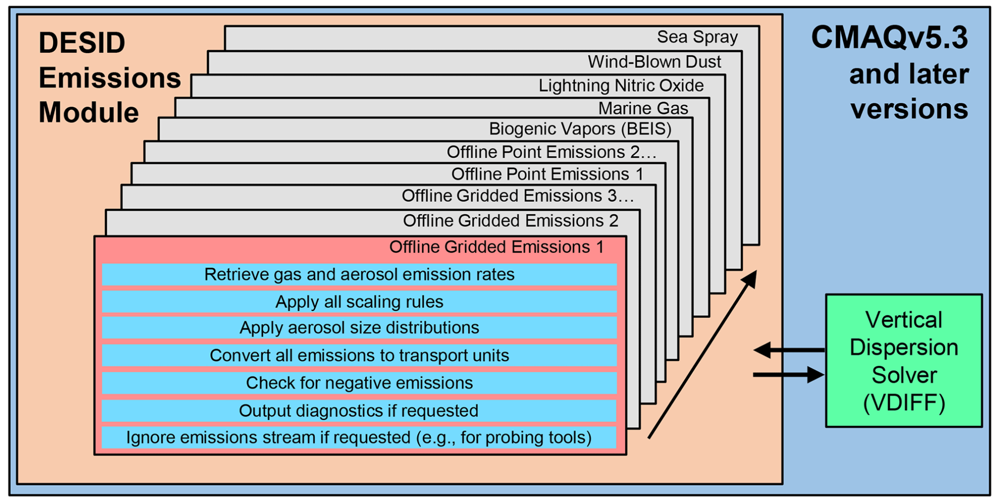 DESID
Emissions
Module
Sea Spray
Wind-Blown Dust
Lightning Nitric Oxide
Marine Gas
Biogenic Vapors (BEIS)
Offline Point Emissions 2…
Offline Point Emissions 1
Offline Gridded Emissions 3…
Offline Gridded Emissions 2
Offline Gridded Emissions 1
Retrieve gas and aerosol emission rates
Apply all scaling rules
Apply aerosol size distributions
Convert all emissions to transport units
Check for negative emissions
Output diagnostics if requested
Ignore emissions stream if requested (e.g., for probing tools)
CMAQv5.3
and later
versions
Vertical
Dispersion
Solver
(VDIFF)